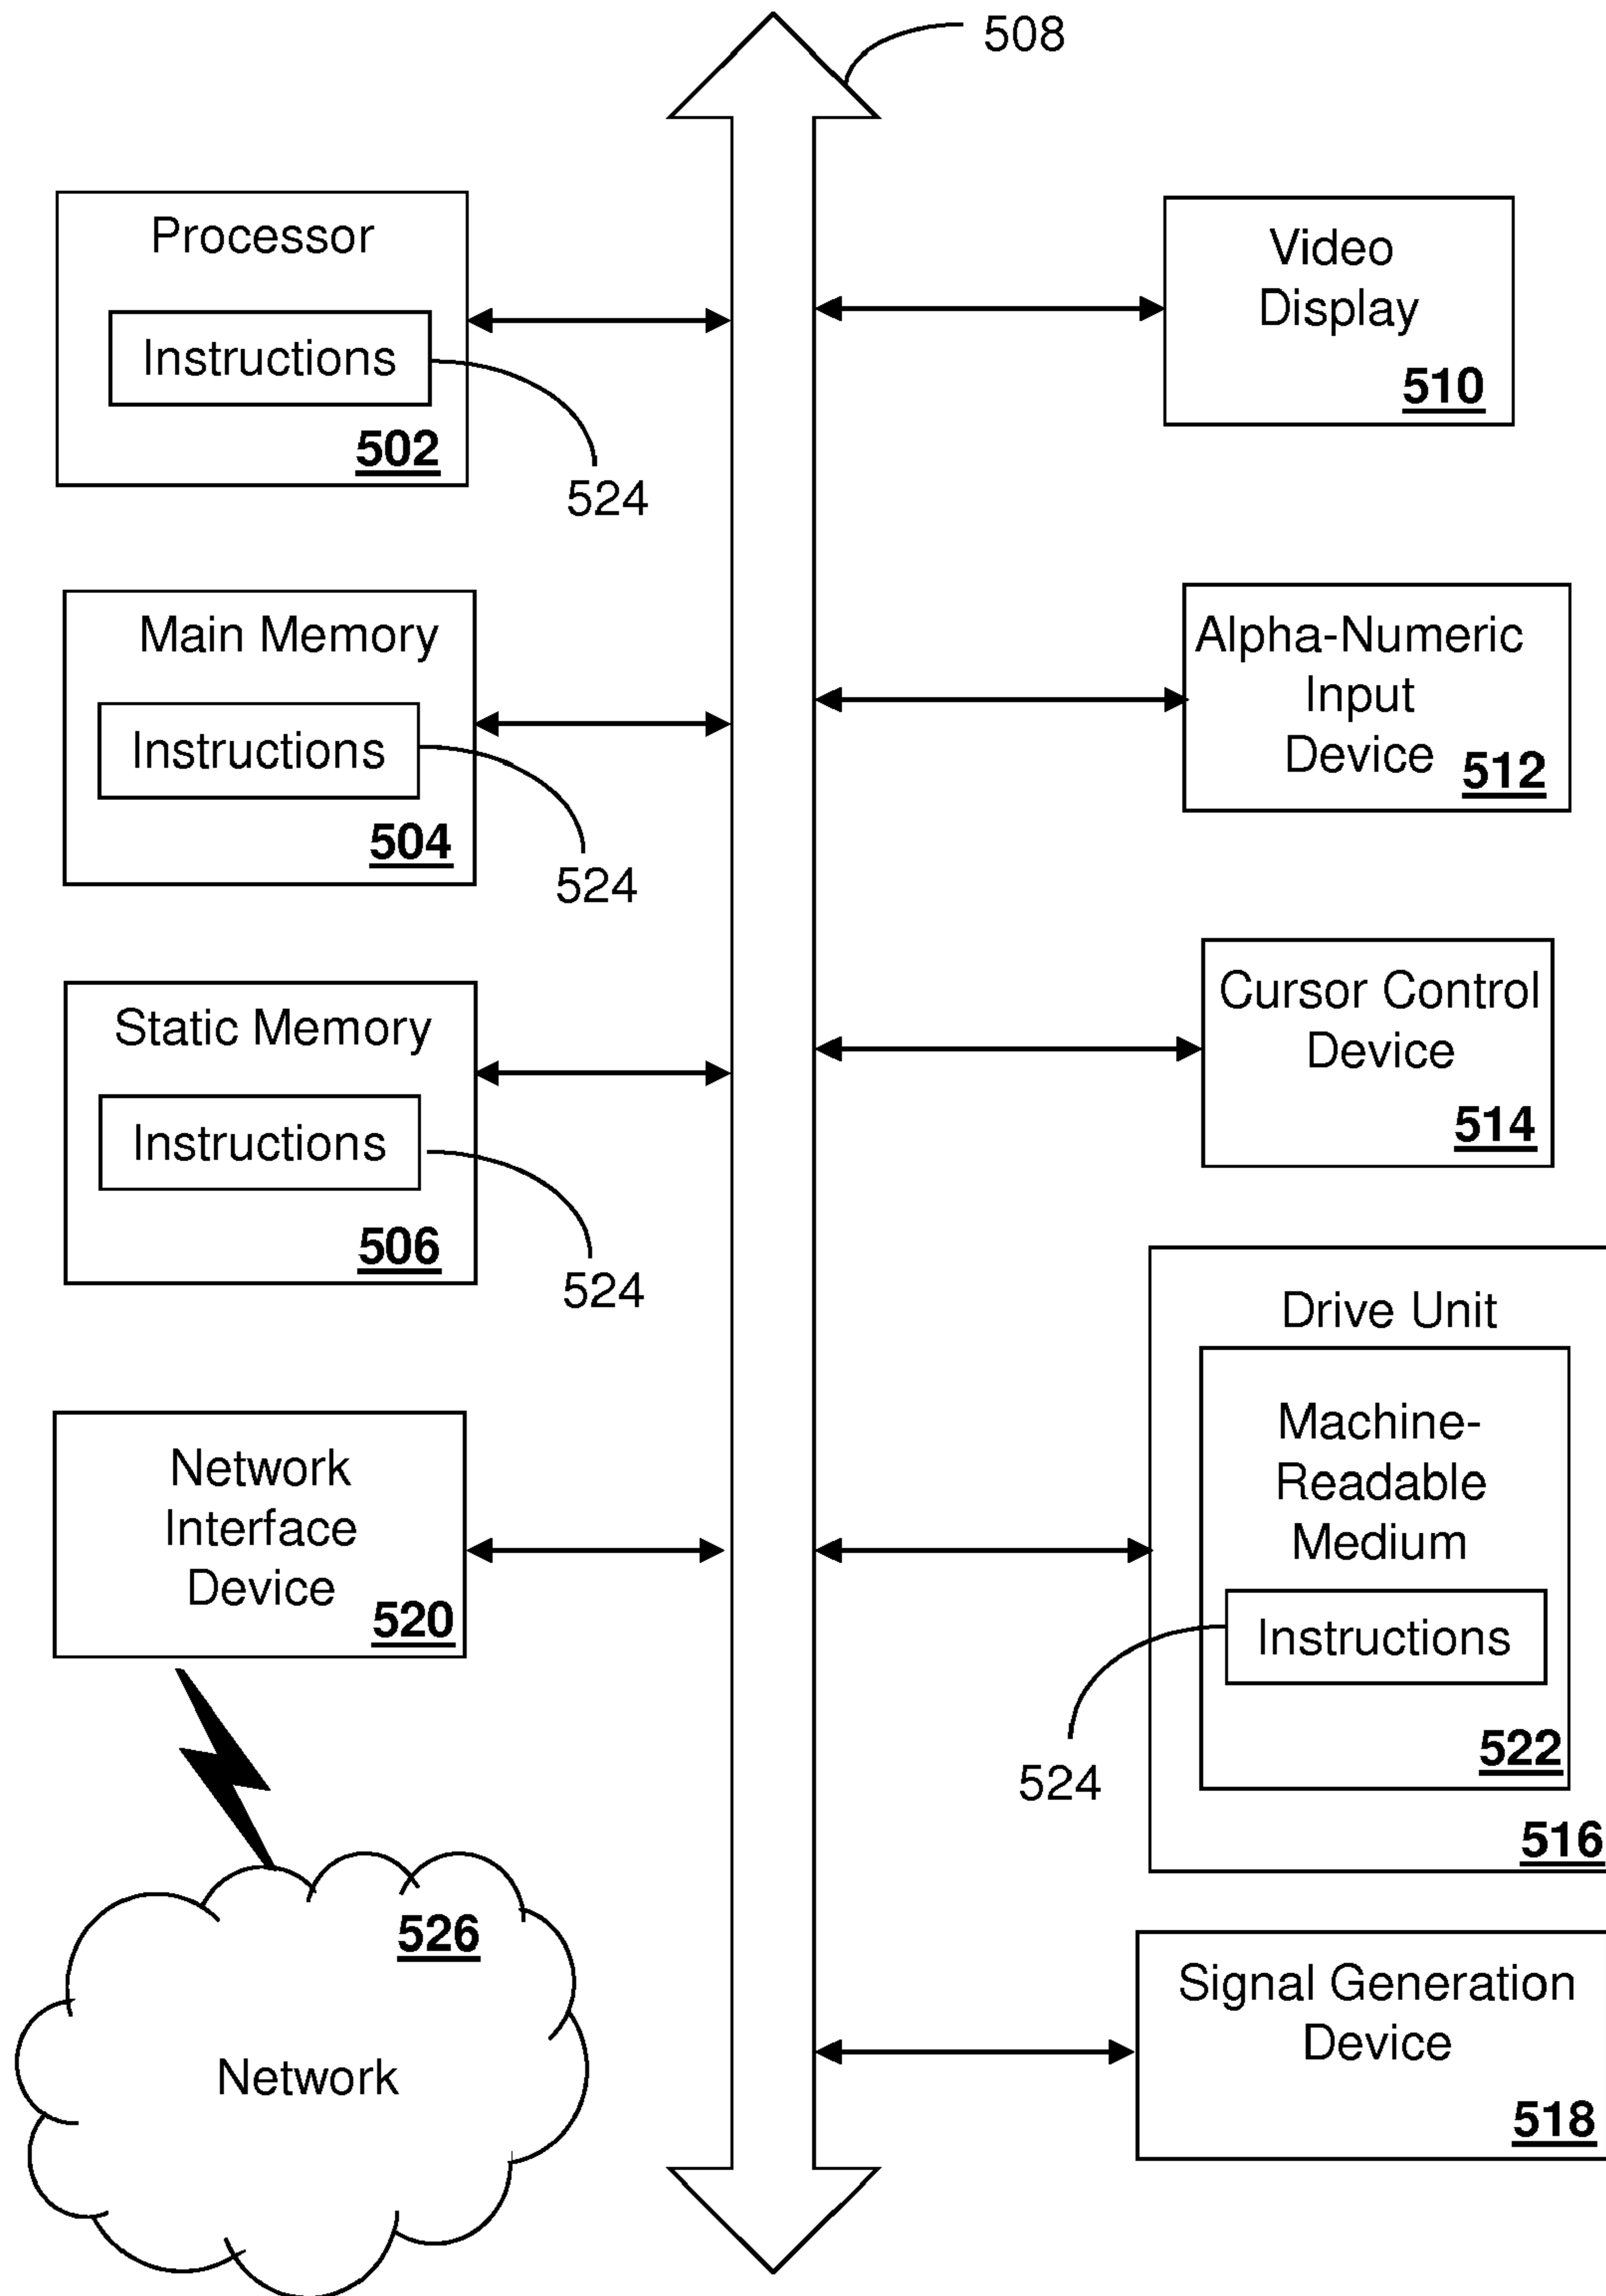 508
Processor
Instructions
502
524
Main Memory
Instructions
504
524
Static Memory
Instructions
506
524
Network
Interface
Device
520
526
Network
Video
Display
510
Alpha-Numeric
Input
Device
512
Cursor Control
Device
514
Drive Unit
Machine-
Readable
Medium
Instructions
522
524
516
Signal Generation
Device
518